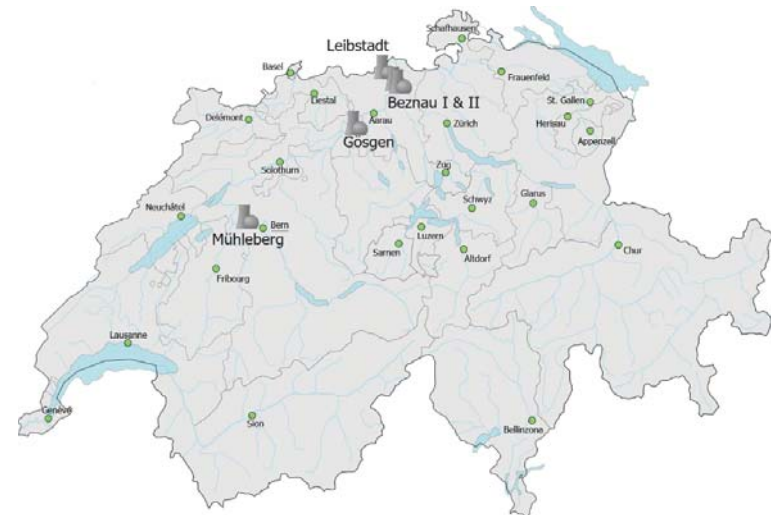 Schafhausen
Leibstadt
Basel
Frauenfeld
Liestal
Beznau I & II
St. Gallen
Delémont
Aarau
Zürich
Herisau
Gösgen
Appenzell
Solothurn
Zug
Neuchâtel
Schwyz
Glarus
Bern
Mühleberg
Luzern
Sarnen
Altdorf
Chur
Fribourg
Lausanne
Genève
Sion
Bellinzona